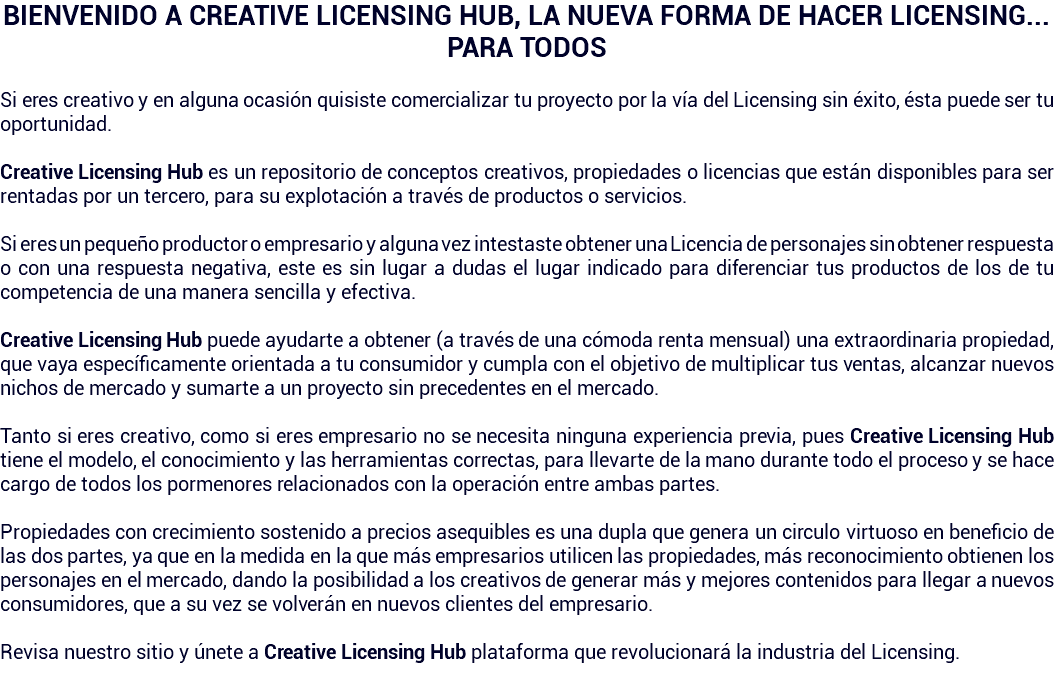 BIENVENIDO A CREATIVE LICENSING HUB, LA NUEVA FORMA DE HACER LICENSING...
PARA TODOS
Si eres creativo y en alguna ocasión quisiste comercializar tu proyecto por la vía del Licensing sin éxito, ésta puede ser tu
oportunidad.
Creative Licensing Hub es un repositorio de conceptos creativos, propiedades o licencias que están disponibles para ser
rentadas por un tercero, para su explotación a través de productos o servicios.
Si eres un pequeño productor o empresario y alguna vez intestaste obtener una Licencia de personajes sin obtener respuesta
o con una respuesta negativa, este es sin lugar a dudas el lugar indicado para diferenciar tus productos de los de tu
competencia de una manera sencilla y efectiva.
Creative Licensing Hub puede ayudarte a obtener (a través de una cómoda renta mensual) una extraordinaria propiedad,
que vaya específicamente orientada a tu consumidor y cumpla con el objetivo de multiplicar tus ventas, alcanzar nuevos
nichos de mercado y sumarte a un proyecto sin precedentes en el mercado.
Tanto si eres creativo, como si eres empresario no se necesita ninguna experiencia previa, pues Creative Licensing Hub
tiene el modelo, el conocimiento y las herramientas correctas, para llevarte de la mano durante todo el proceso y se hace
cargo de todos los pormenores relacionados con la operación entre ambas partes.
Propiedades con crecimiento sostenido a precios asequibles es una dupla que genera un circulo virtuoso en beneficio de
las dos partes, ya que en la medida en la que más empresarios utilicen las propiedades, más reconocimiento obtienen los
personajes en el mercado, dando la posibilidad a los creativos de generar más y mejores contenidos para llegar a nuevos
consumidores, que a su vez se volverán en nuevos clientes del empresario.
Revisa nuestro sitio y únete a Creative Licensing Hub plataforma que revolucionará la industria del Licensing.